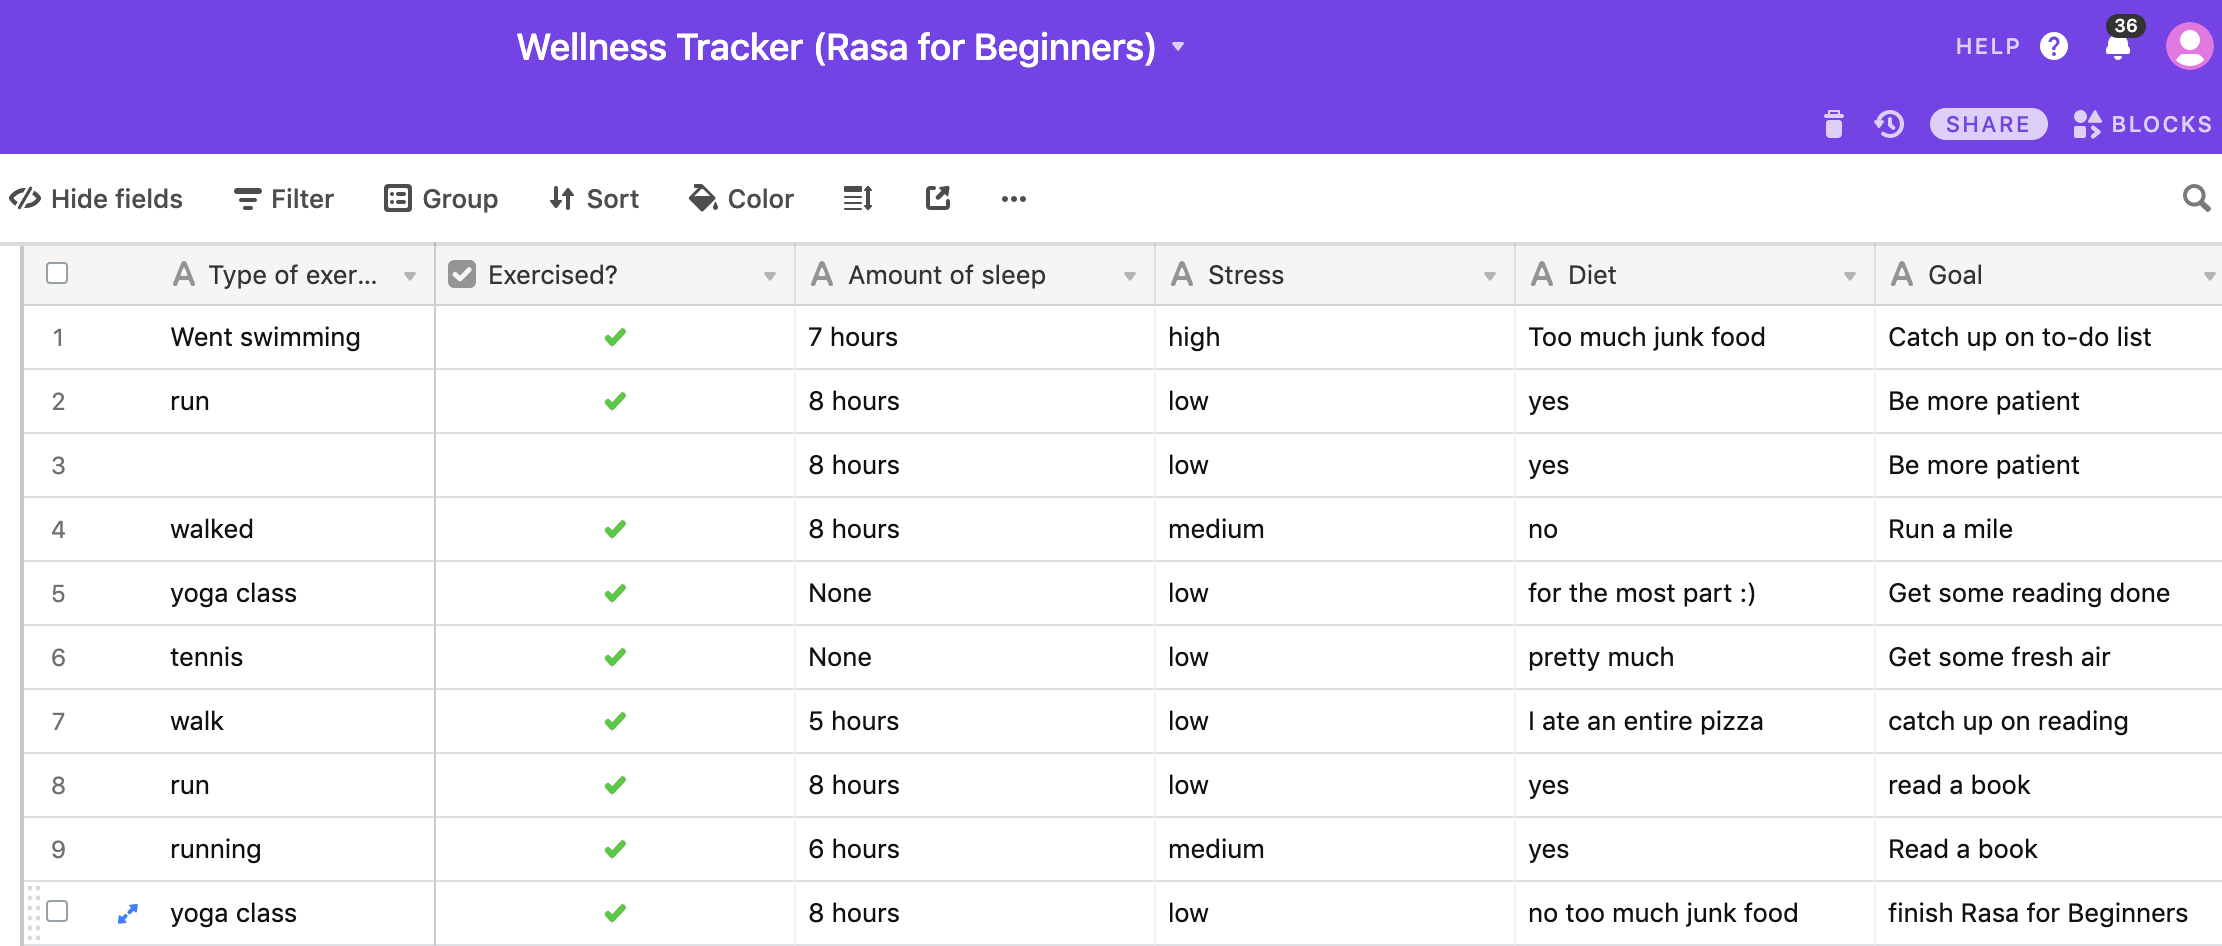 Wellness Tracker (Rasa for Beginners)
HELP ? 36
SHARE BLOCKS
Hide fields Filter Group Sort Color
A Type of exer... Exercised? A Amount of sleep A Stress A Diet A Goal
1 Went swimming 7 hours high Too much junk food Catch up on to-do list
2 run 8 hours low yes Be more patient
3 8 hours low yes Be more patient
4 walked 8 hours medium no Run a mile
5 yoga class None low for the most part :) Get some reading done
6 tennis None low pretty much Get some fresh air
7 walk 5 hours low I ate an entire pizza catch up on reading
8 run 8 hours low yes read a book
9 running 6 hours medium yes Read a book
yoga class 8 hours low no too much junk food finish Rasa for Beginners